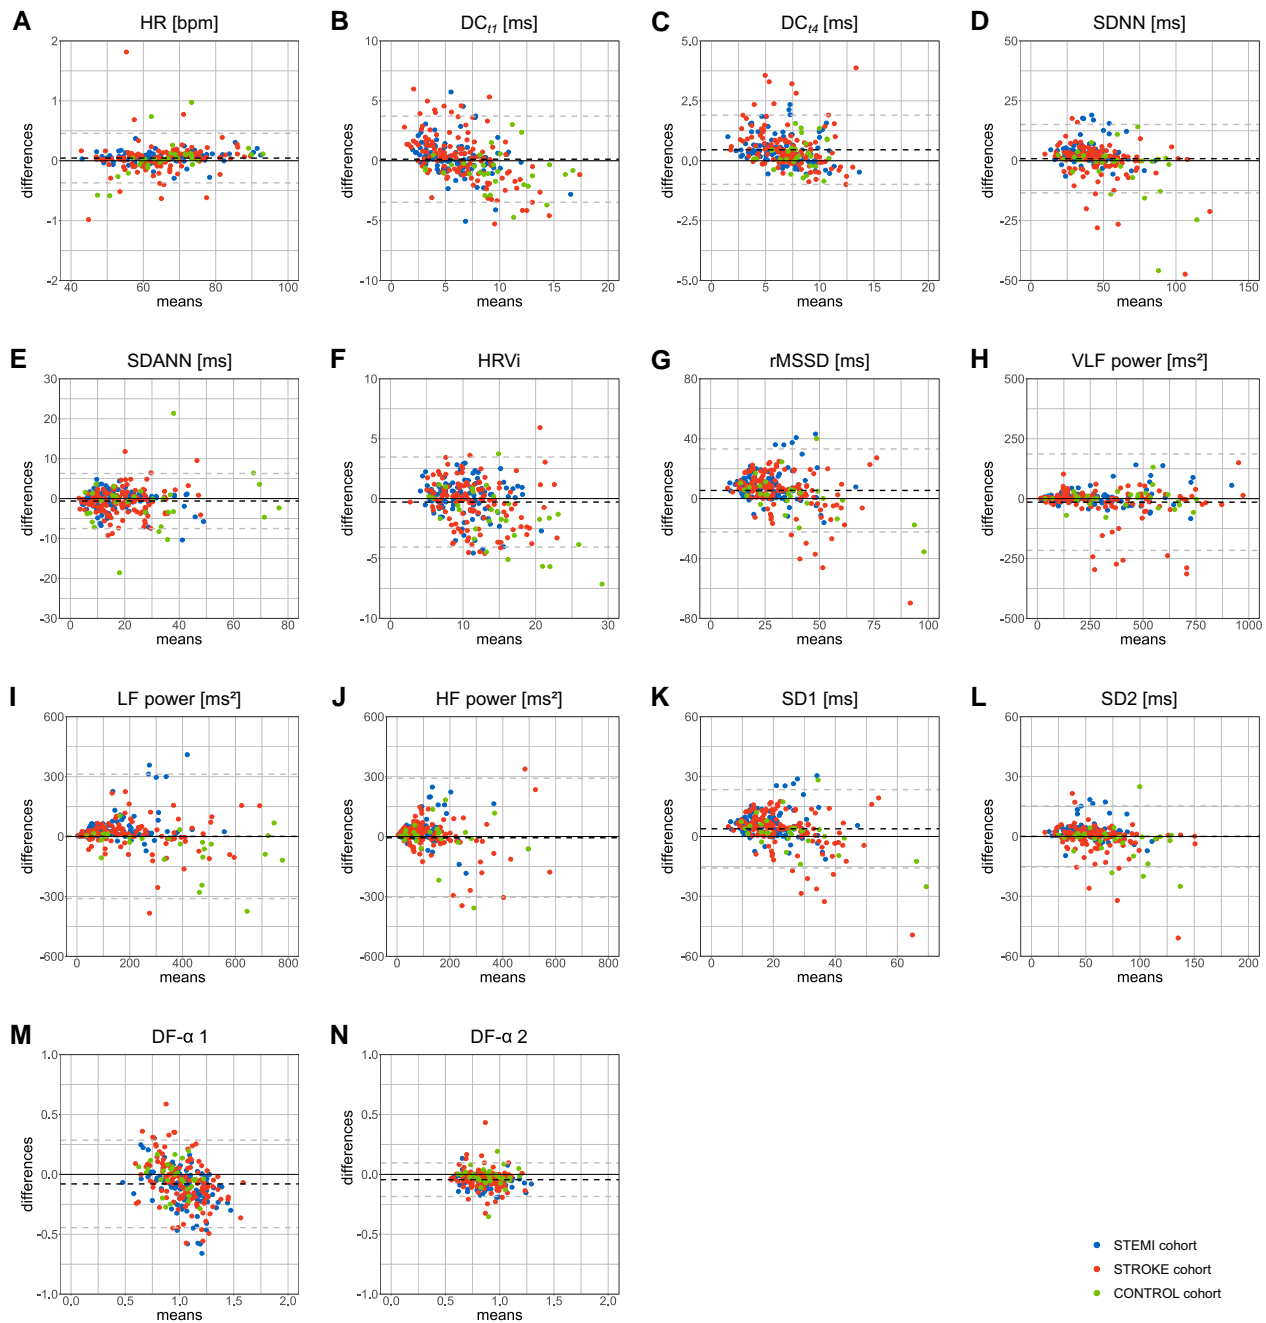 A HR [bpm]
differences
2
1
0
-1
-2
40 60 80 100
means
B DCt1 [ms]
differences
10
5
0
-5
-10
0 5 10 15 20
means
C DCt4 [ms]
differences
5.0
2.5
0.0
-2.5
-5.0
0 5 10 15 20
means
D SDNN
differences
50
25
0
-25
-50
0 50 100 150
means
E SDANN [ms]
differences
30
20
10
0
-10
-20
-30
0 20 40 60 80
means
F HRVi
differences
10
5
0
-5
-10
0 10 20 30
means
G rMSSD [ms]
differences
80
40
0
-40
-80
0 25 50 75 100
means
H VLF power [ms²]
differences
500
250
0
-250
-500
0 250 500 750 1000
means
I LF power [ms²]
differences
600
300
0
-300
-600
0 200 400 600 800
means
J HF power [ms²]
differences
600
300
0
-300
-600
0 200 400 600 800
means
K SD1 [ms]
differences
60
30
0
-30
-60
0 20 40 60
means
L SD2 [ms]
differences
60
30
0
-30
-60
0 50 100 150 200
means
M DF-α 1
differences
1.0
0.5
0.0
-0.5
-1.0
0.0 0.5 1.0 1.5 2.0
means
N DF-α 2
differences
1.0
0.5
0.0
-0.5
-1.0
0.0 0.5 1.0 1.5 2.0
means
STEMI cohort
STROKE cohort
CONTROL cohort